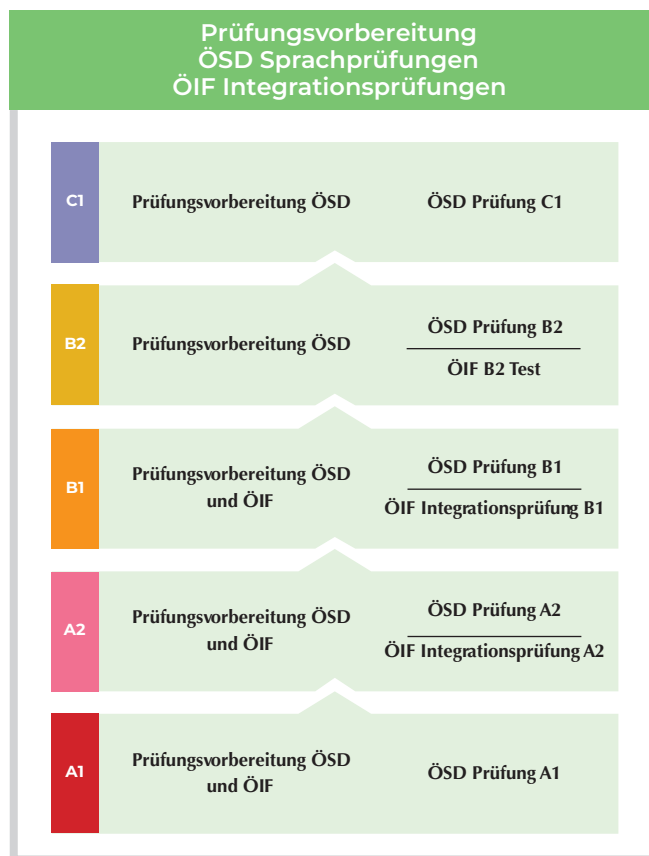 Prüfungsvorbereitung
ÖSD Sprachprüfungen
ÖIF Integrationsprüfungen
C1
Prüfungsvorbereitung ÖSD
ÖSD Prüfung C1
B2
Prüfungsvorbereitung ÖSD
ÖSD Prüfung B2
ÖIF B2 Test
B1
Prüfungsvorbereitung ÖSD
und ÖIF
ÖSD Prüfung B1
ÖIF Integrationsprüfung B1
A2
Prüfungsvorbereitung ÖSD
und ÖIF
ÖSD Prüfung A2
ÖIF Integrationsprüfung A2
A1
Prüfungsvorbereitung ÖSD
und ÖIF
ÖSD Prüfung A1